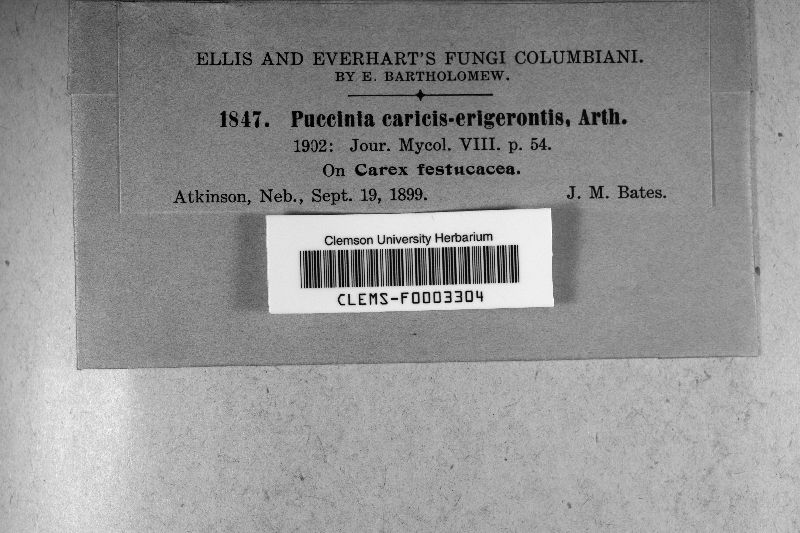 ELLIS AND EVERHART'S FUNGI COLUMBIANI.
BY E. BARTHOLOMEW.
1847. Puccinia caricis-erigerontis, Arth.
1902: Jour. Mycol. VIII. p. 54.
On Carex festucacea.
Atkinson, Neb., Sept. 19, 1899. J. M. Bates.
Clemson University Herbarium
CLEMS-F0003304